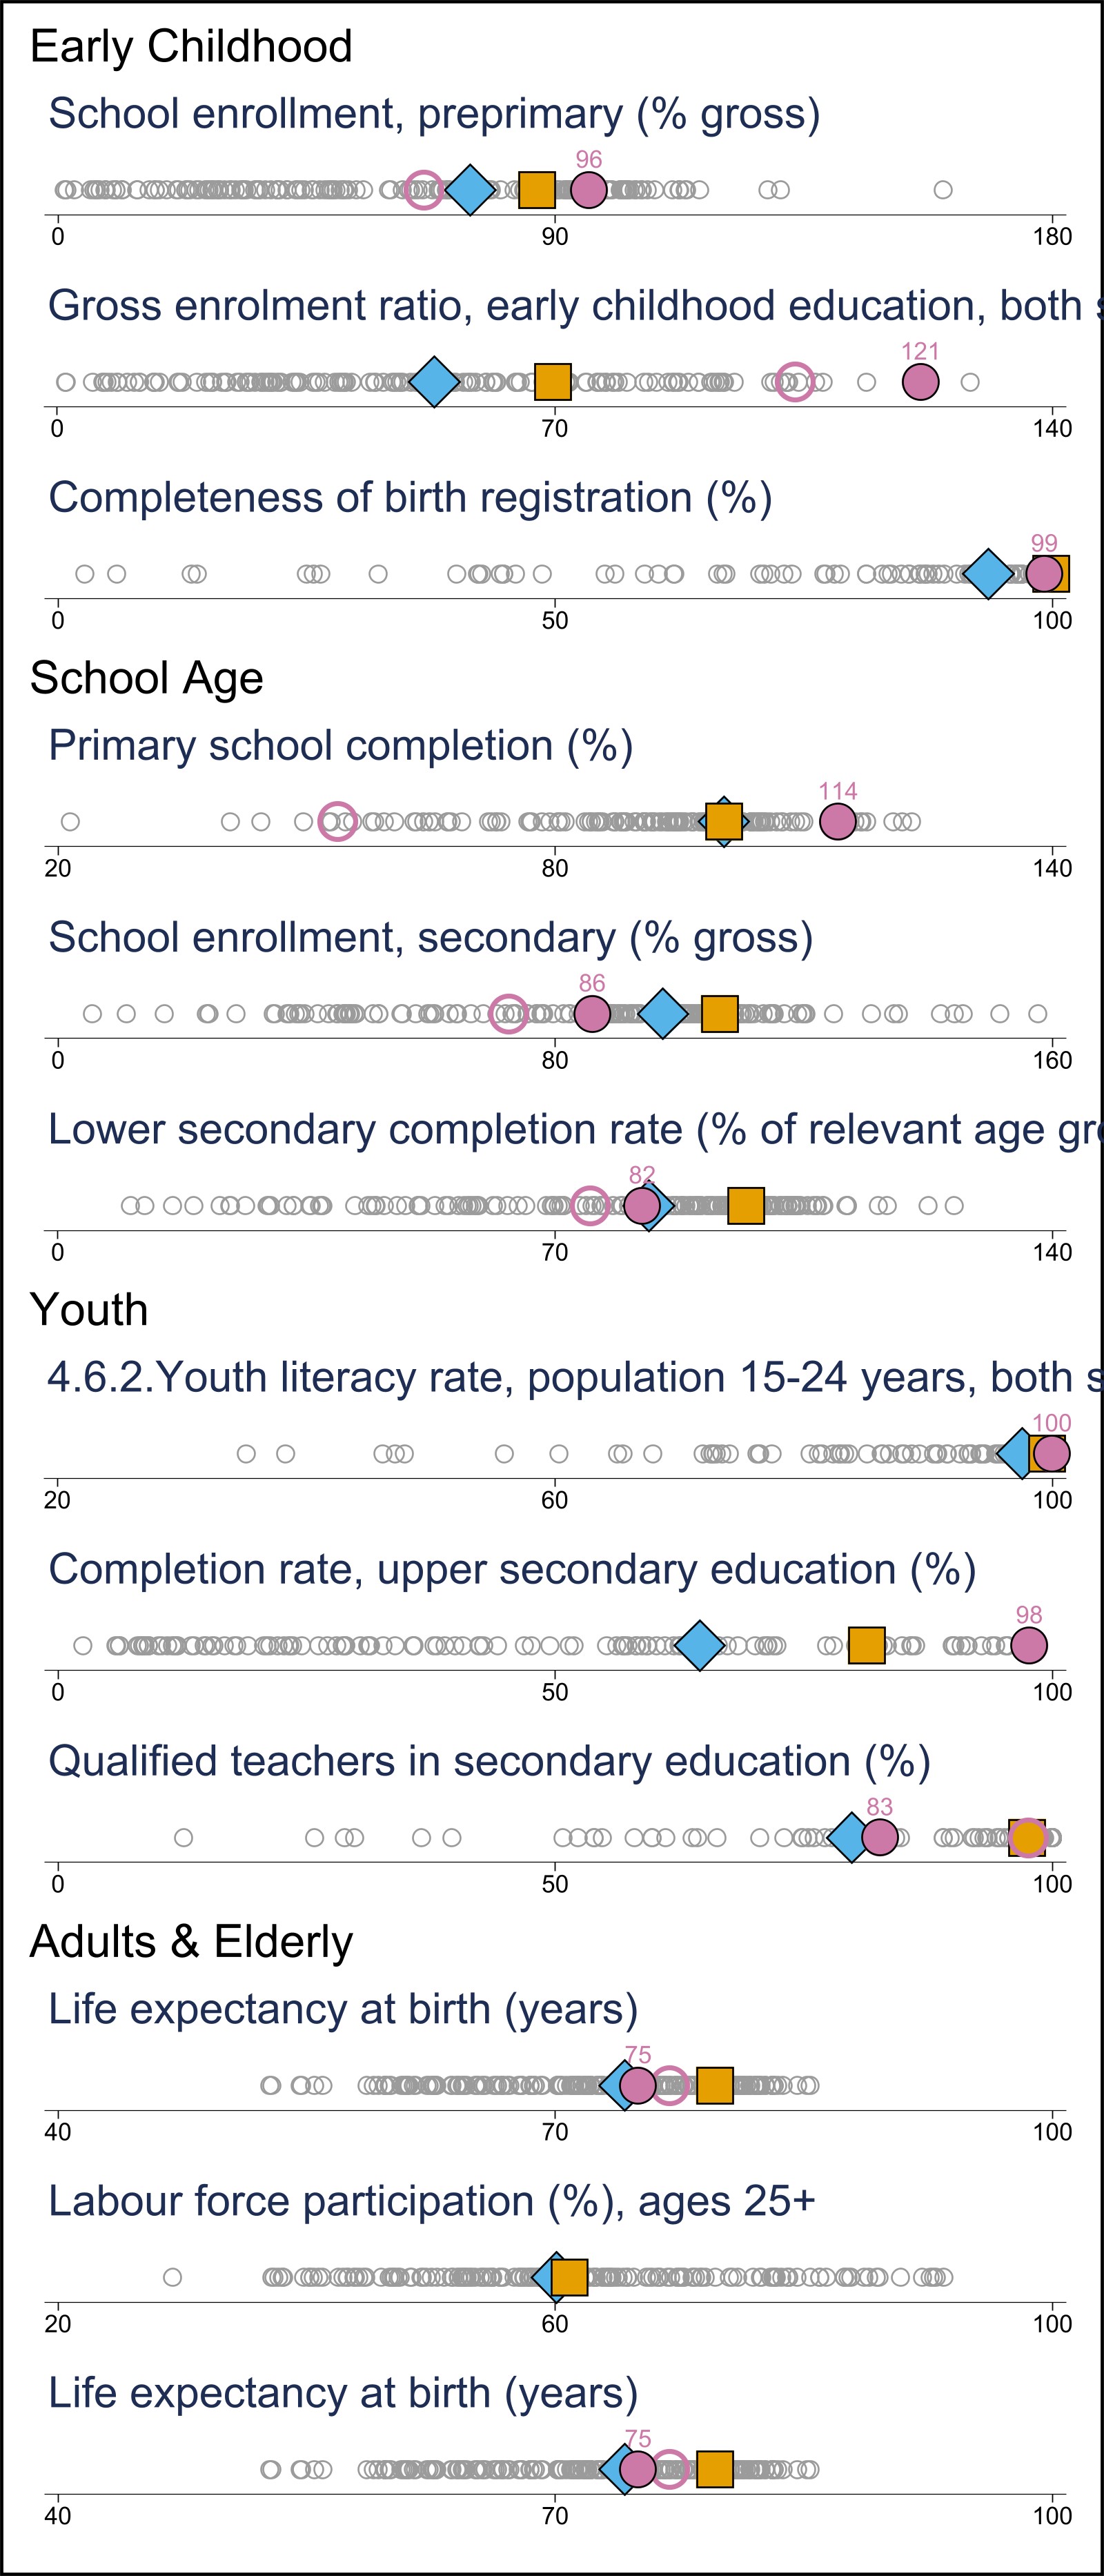 Early Childhood
School enrollment, preprimary (% gross)
96
0 90 180
Gross enrolment ratio, early childhood education, both
121
0 70 140
Completeness of birth registration (%)
99
0 50 100
School Age
Primary school completion (%)
114
20 80 140
School enrollment, secondary (% gross)
86
0 80 160
Lower secondary completion rate (% of relevant age
82
0 70 140
Youth
4.6.2.Youth literacy rate, population 15-24 years, both
100
20 60 100
Completion rate, upper secondary education (%)
98
0 50 100
Qualified teachers in secondary education (%)
83
0 50 100
Adults & Elderly
Life expectancy at birth (years)
75
40 70 100
Labour force participation (%), ages 25+
20 60 100
Life expectancy at birth (years)
75
40 70 100